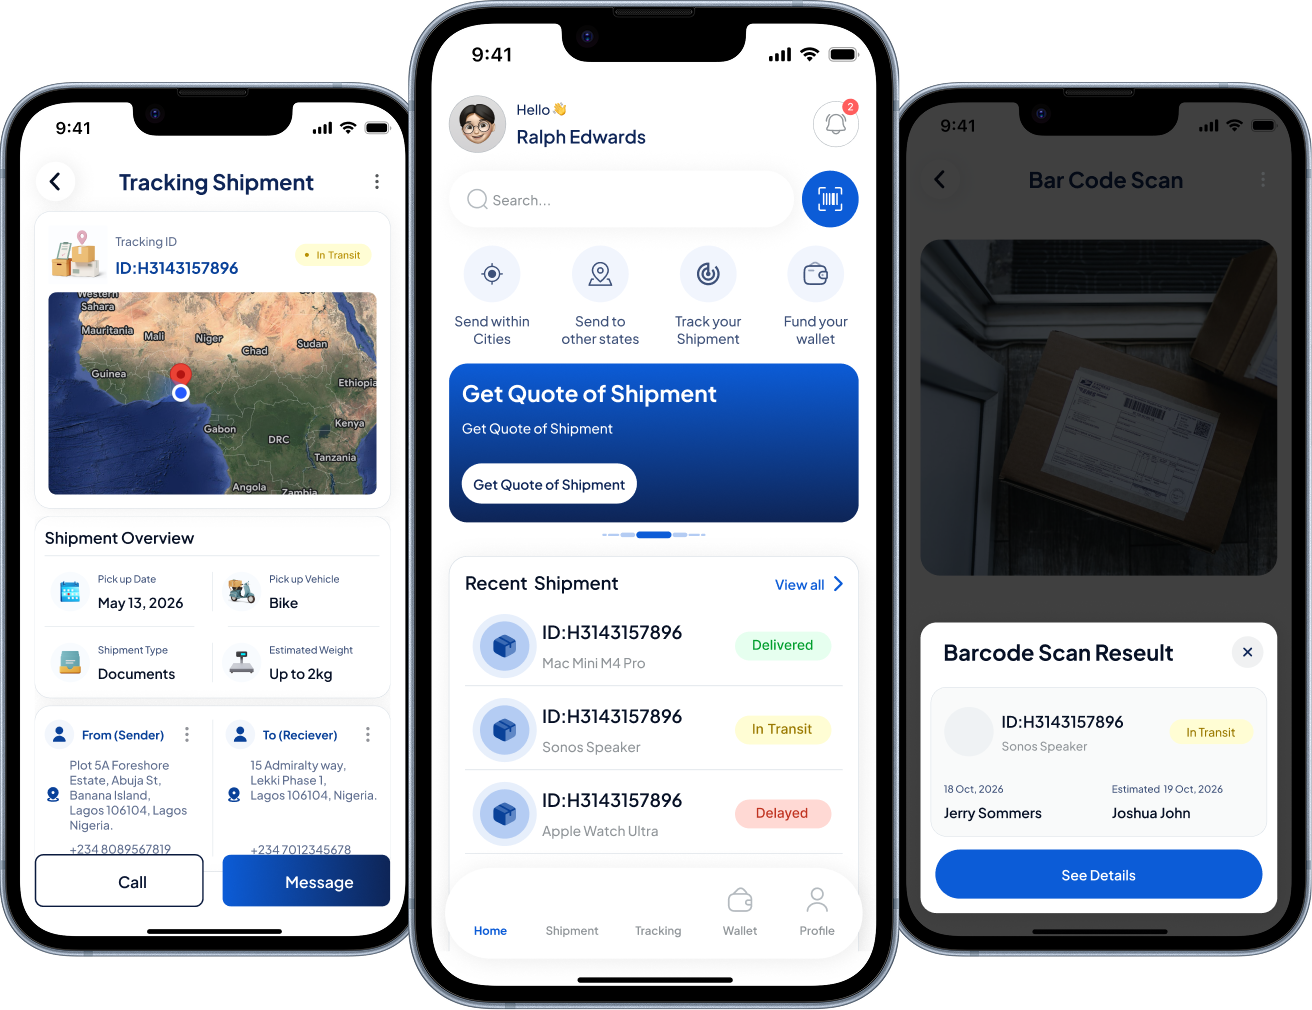 9:41
Tracking Shipment
Tracking ID
ID:H3143157896
In Transit
Western
Sahara
Mauritania
Mali
Niger
Chad
Sudan
Guinea
Ethiopia
Gabon
DRC
Kenya
Tanzania
Angola
Zambia
Shipment Overview
Pick up Date
May 13, 2026
Pick up Vehicle
Bike
Shipment Type
Documents
Estimated Weight
Up to 2kg
From (Sender)
Plot 5A Foreshore
Estate, Abuja St,
Banana Island,
Lagos 106104, Lagos
Nigeria.
+234 8089567819
To (Reciever)
15 Admiralty way,
Lekki Phase 1,
Lagos 106104, Nigeria.
+234 7012345678
Call
Message
9:41
Hello 👋
Ralph Edwards
2
Search...
Send within
Cities
Send to
other states
Track your
Shipment
Fund your
wallet
Get Quote of Shipment
Get Quote of Shipment
Get Quote of Shipment
Recent Shipment
View all
ID:H3143157896
Mac Mini M4 Pro
Delivered
ID:H3143157896
Sonos Speaker
In Transit
ID:H3143157896
Apple Watch Ultra
Delayed
Home
Shipment
Tracking
Wallet
Profile
9:41
Bar Code Scan
Barcode Scan Reseult
ID:H3143157896
Sonos Speaker
In Transit
18 Oct, 2026
Jerry Sommers
Estimated 19 Oct, 2026
Joshua John
See Details